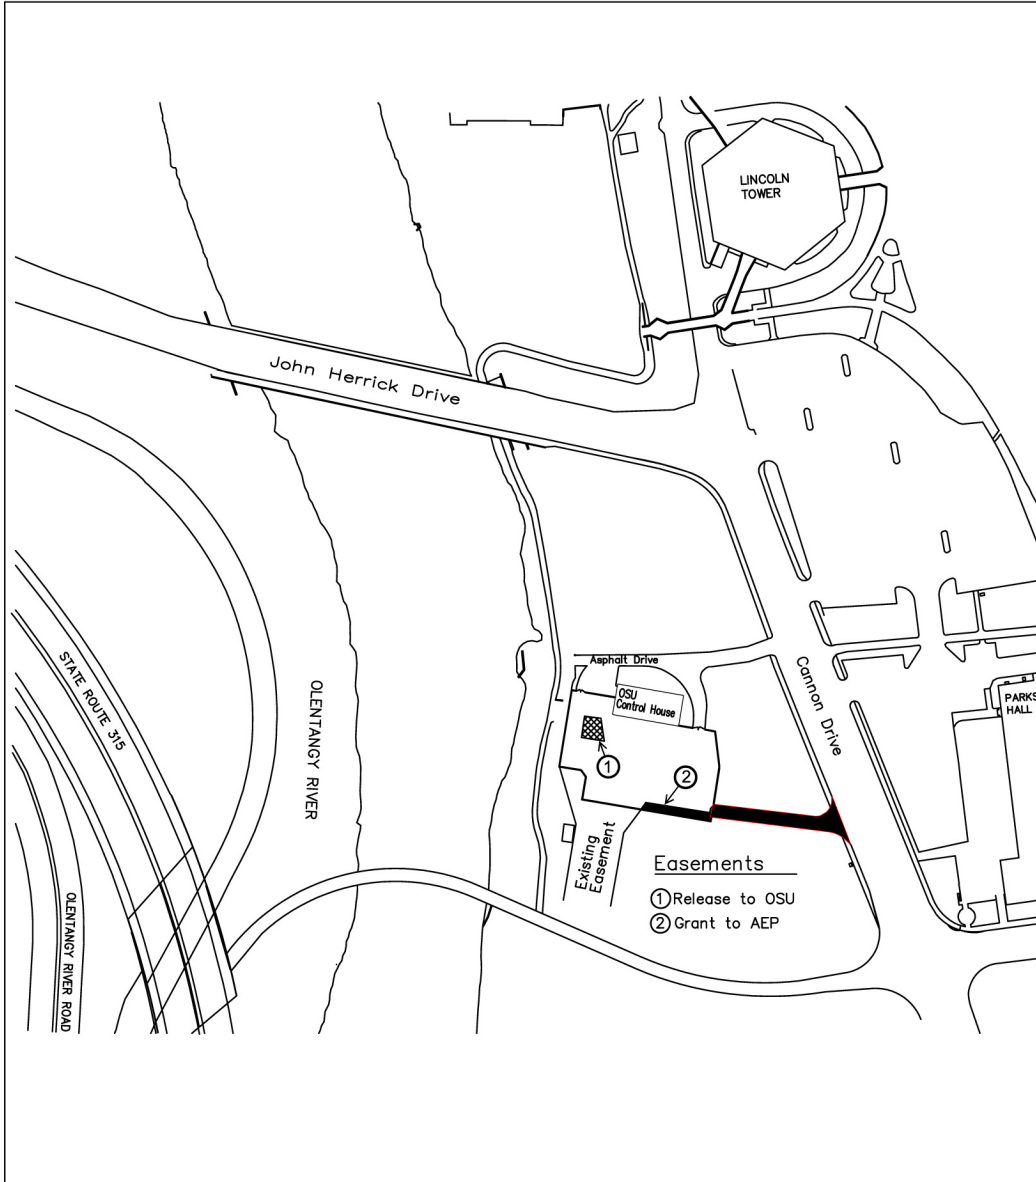 LINCOLN
TOWER
John Herrick Drive
STATE ROUTE 315
OLENTANGY RIVER
Asphalt Drive
OSU
Control House
Cannon Drive
PARKS
HALL
1
2
Existing
Easement
Easements
1 Release to OSU
2 Grant to AEP
OLENTANGY RIVER ROAD